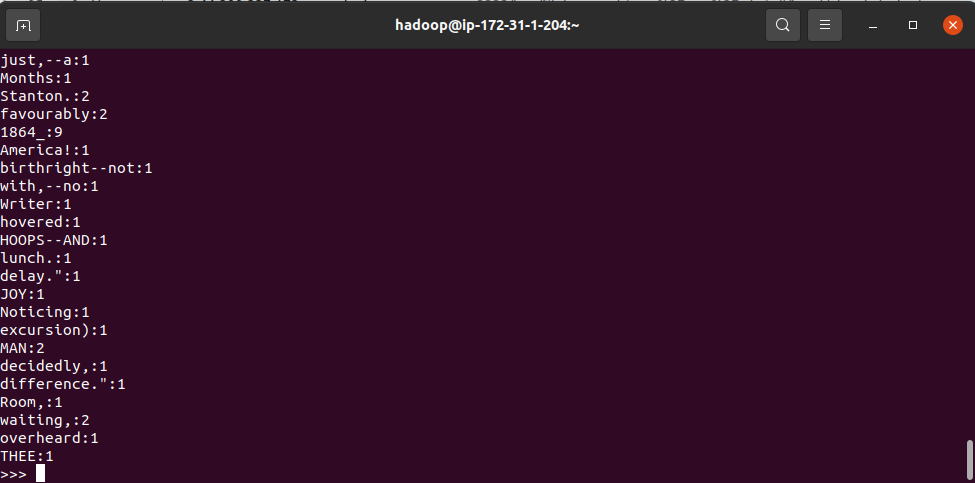 hadoop@ip-172-31-1-204:~
just,--a:1
Months:1
Stanton.:2
favourably:2
1864_:9
America!:1
birthright--not:1
with,--no:1
Writer:1
hovered:1
HOOPS--AND:1
lunch.:1
delay.":1
JOY:1
Noticing:1
excursion):1
MAN:2
decidedly,:1
difference.":1
Room,:1
waiting,:2
overheard:1
THEE:1
>>>